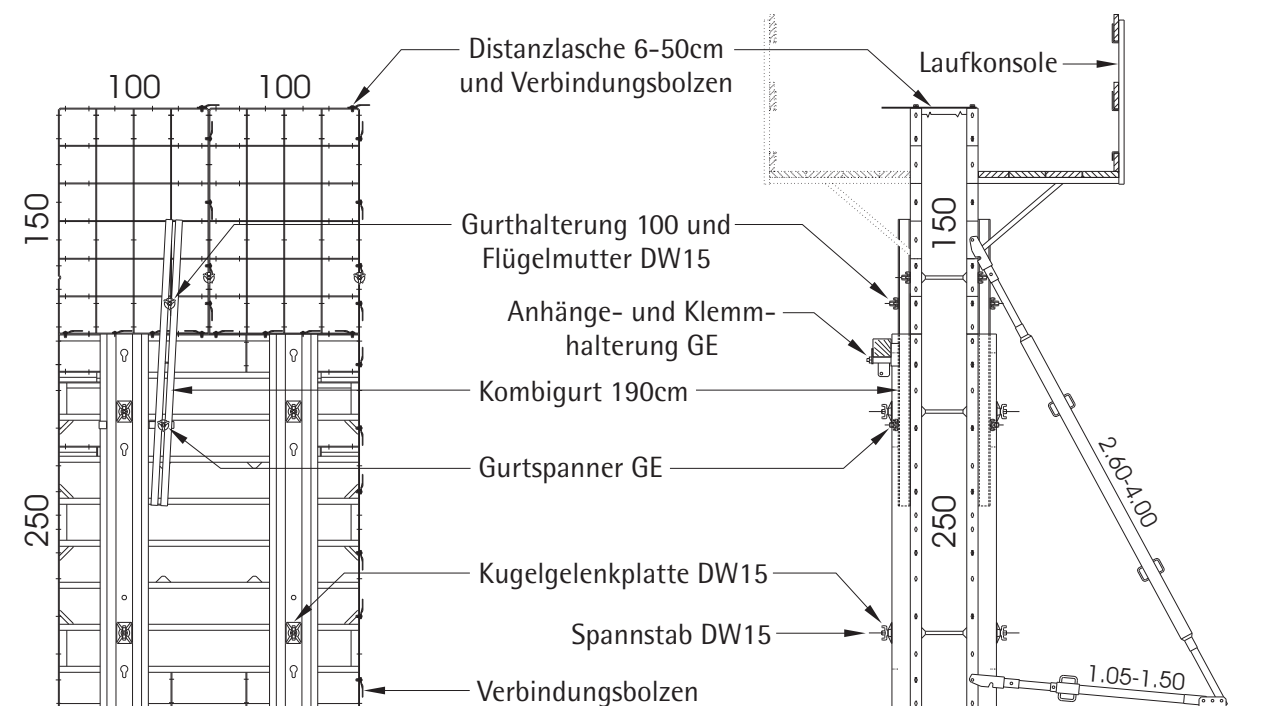 Distanzlasche 6-50cm
und Verbindungsbolzen
Laufkonsole
100
100
150
150
Gurthalterung 100 und
Flügelmutter DW15
Anhänge- und Klemm-
halterung GE
Kombigurt 190cm
Gurtspanner GE
2.60-4.00
250
250
Kugelgelenkplatte DW15
Spannstab DW15
1.05-1.50
Verbindungsbolzen